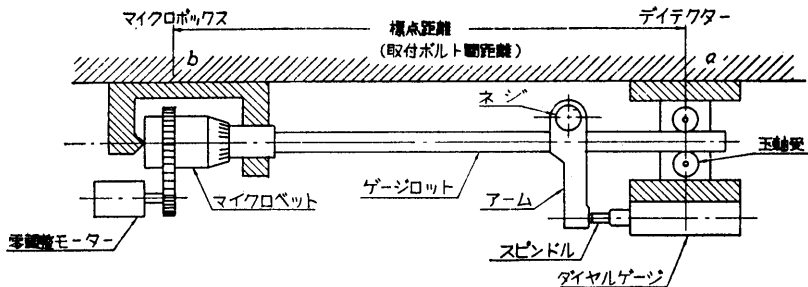 マイクロボックス
標点距離
デイテクター
(取付ボルト間距離)
b
a
ネジ
玉軸受
マイクロベット
ゲージロット
アーム
零調整モーター
スピンドル
ダイヤルゲージ